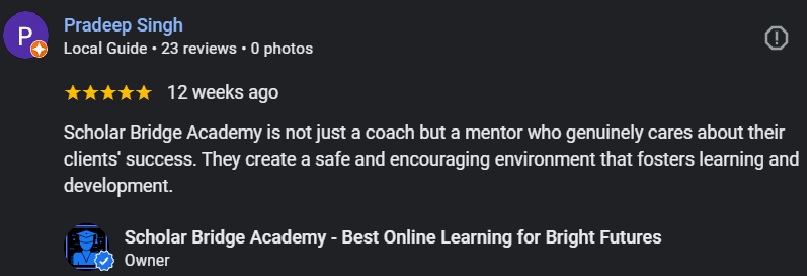 P
Pradeep Singh
Local Guide • 23 reviews • 0 photos
12 weeks ago
Scholar Bridge Academy is not just a coach but a mentor who genuinely cares about their
clients' success. They create a safe and encouraging environment that fosters learning and
development.
Scholar Bridge Academy - Best Online Learning for Bright Futures
Owner